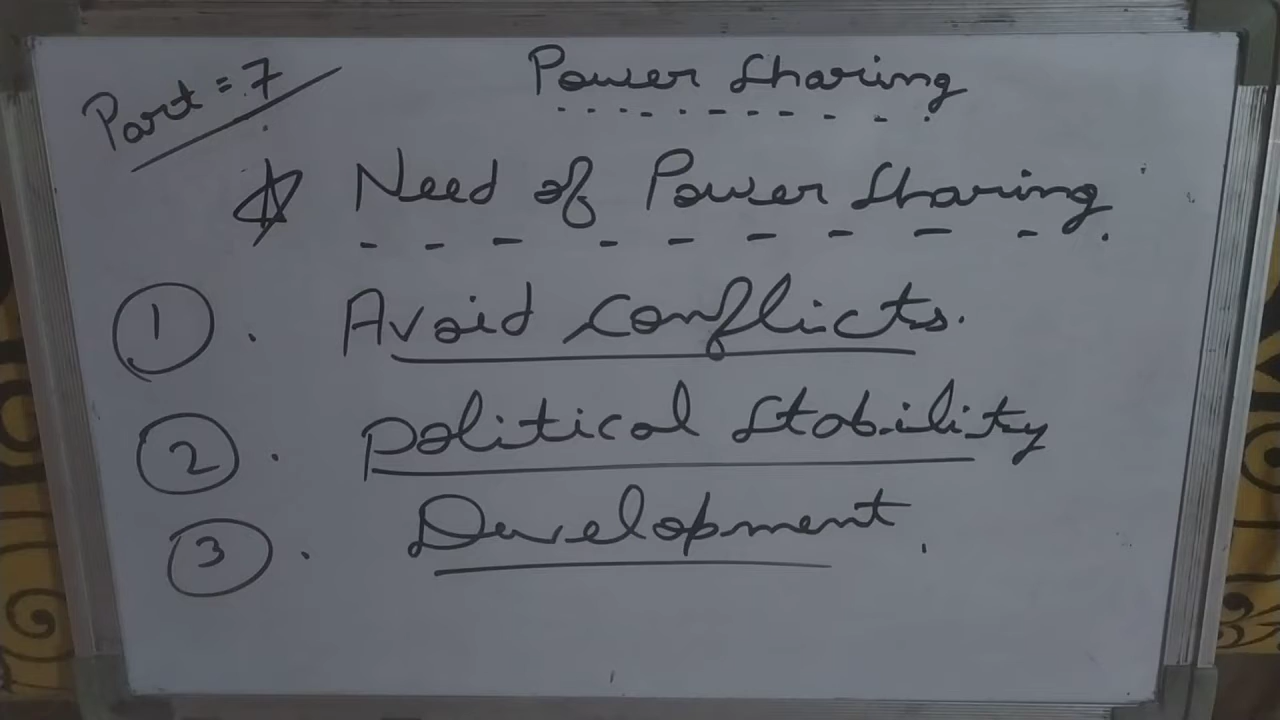 Part = 7
Power Sharing
☆ Need of Power Sharing
1. Avoid conflicts.
2. Political Stability
3. Development.